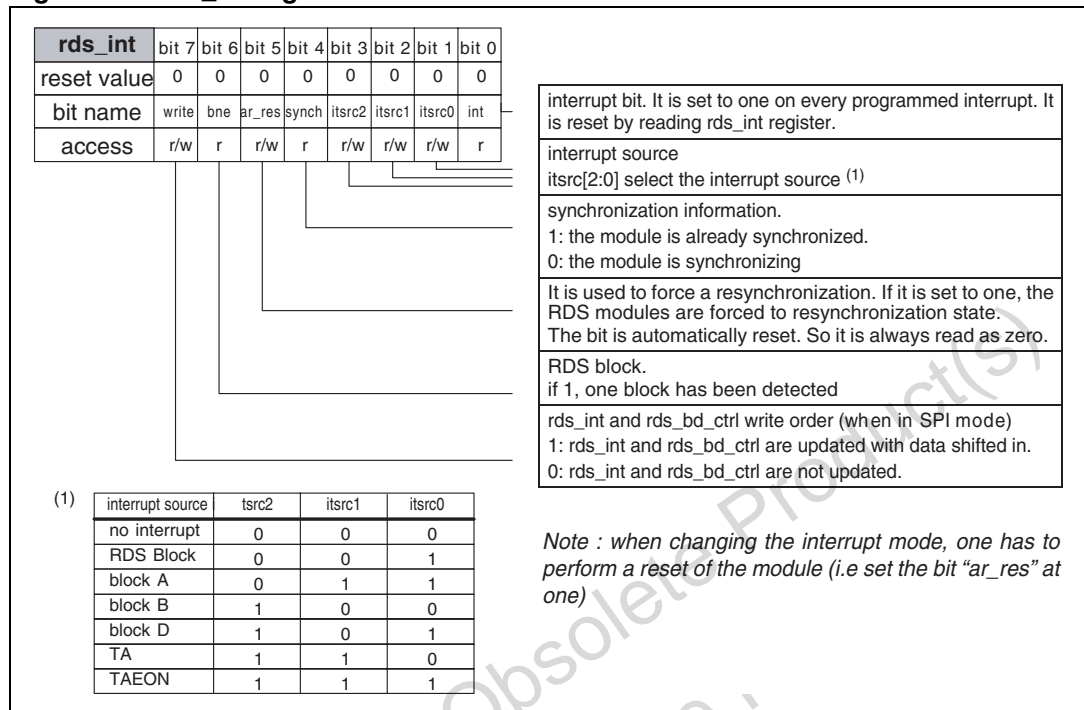 rds_int bit 7 bit 6 bit 5 bit 4 bit 3 bit 2 bit 1 bit 0
reset value 0 0 0 0 0 0 0 0
bit name write bne ar_res synch itsrc2 itsrc1 itsrc0 int
access r/w r r/w r r/w r/w r/w r
interrupt bit. It is set to one on every programmed interrupt. It
is reset by reading rds_int register.
interrupt source
itsrc[2:0] select the interrupt source (1)
synchronization information.
1: the module is already synchronized.
0: the module is synchronizing
It is used to force a resynchronization. If it is set to one, the
RDS modules are forced to resynchronization state.
The bit is automatically reset. So it is always read as zero.
RDS block.
if 1, one block has been detected
rds_int and rds_bd_ctrl write order (when in SPI mode)
1: rds_int and rds_bd_ctrl are updated with data shifted in.
0: rds_int and rds_bd_ctrl are not updated.
(1) interrupt source tsrc2 itsrc1 itsrc0
no interrupt 0 0 0
RDS Block 0 0 1
block A 0 1 1
block B 1 0 0
block D 1 0 1
TA 1 1 0
TAEON 1 1 1
Note : when changing the interrupt mode, one has to
perform a reset of the module (i.e set the bit “ar_res” at
one)
Obsolete Product(s)